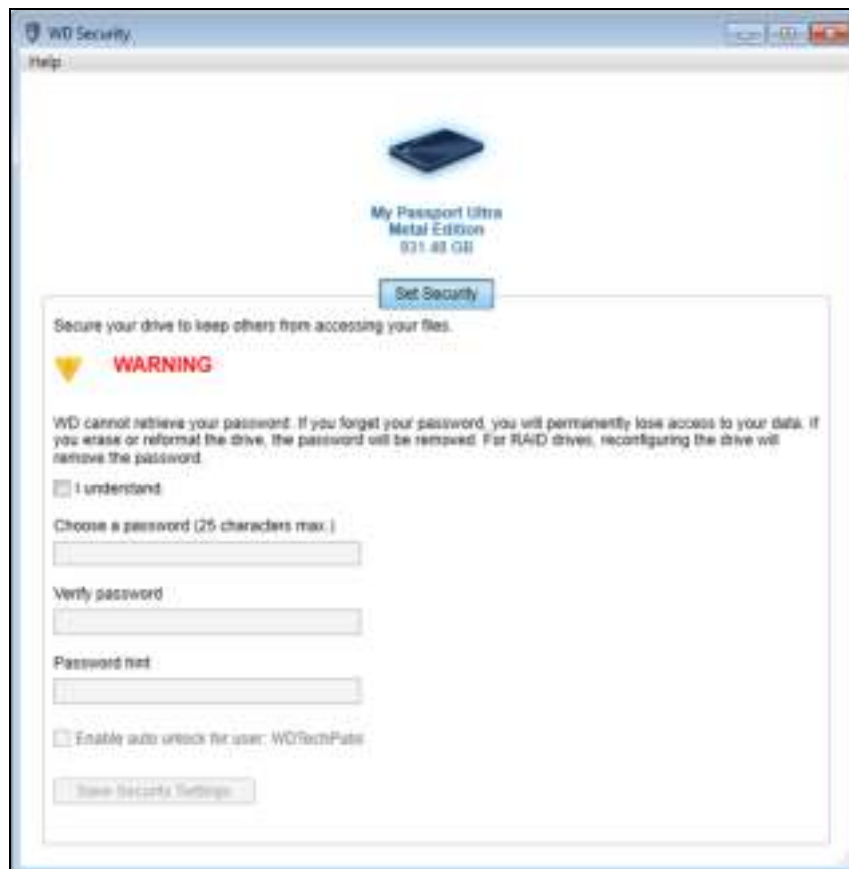 WD Security
Help
My Passport Ultra
Metal Edition
931.48 GB
Set Security
Secure your drive to keep others from accessing your files.
WARNING
WD cannot retrieve your password. If you forget your password, you will permanently lose access to your data. If
you erase or reformat the drive, the password will be removed. For RAID drives, reconfiguring the drive will
remove the password.
I understand.
Choose a password (25 characters max.)
Verify password
Password hint
Enable auto unlock for user: WDTechPubs
Save Security Settings